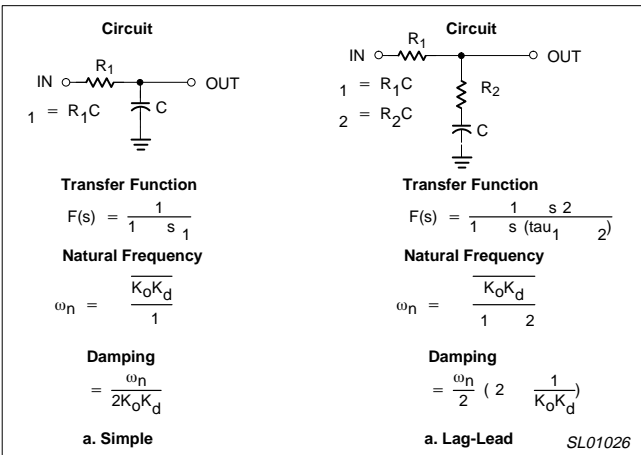 Circuit
R1
IN
OUT
C
1 = R1C
Transfer Function
F(s) = 1 / 1 s 1
Natural Frequency
ωn = KoKd / 1
Damping
= ωn / 2KoKd
a. Simple
Circuit
R1
IN
OUT
1 = R1C
R2
2 = R2C
C
Transfer Function
F(s) = 1 s 2 / 1 s (tau1 2)
Natural Frequency
ωn = KoKd / 1 2
Damping
= ωn / 2 ( 2 1 / KoKd)
a. Lag-Lead
SL01026